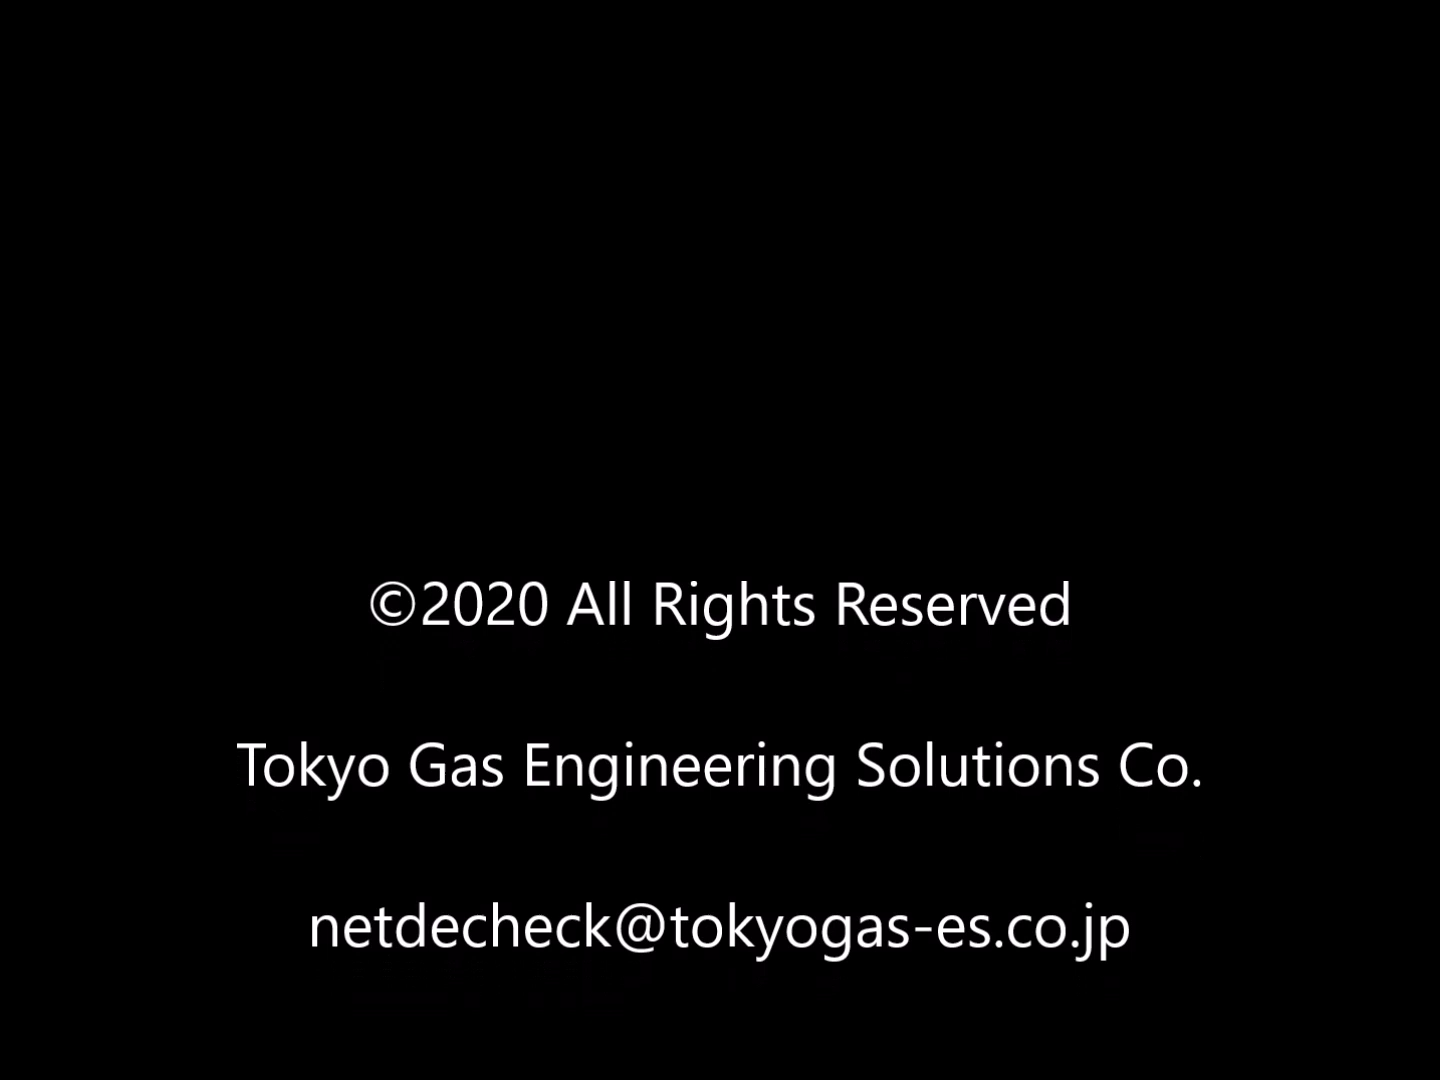 ©2020 All Rights Reserved
Tokyo Gas Engineering Solutions Co.
netdecheck@tokyogas-es.co.jp